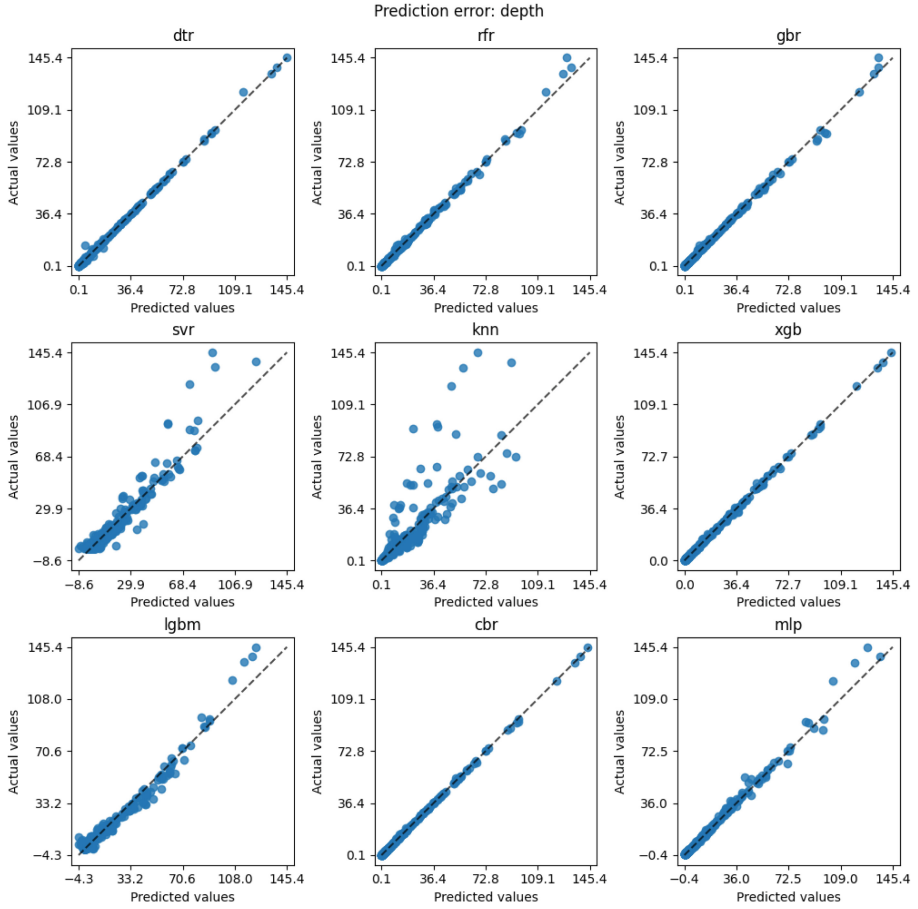 Prediction error: depth
dtr
rfr
gbr
145.4
109.1
72.8
36.4
0.1
Actual values
0.1 36.4 72.8 109.1 145.4
Predicted values
145.4
109.1
72.8
36.4
0.1
Actual values
0.1 36.4 72.8 109.1 145.4
Predicted values
145.4
109.1
72.8
36.4
0.1
Actual values
0.1 36.4 72.8 109.1 145.4
Predicted values
svr
knn
xgb
145.4
106.9
68.4
29.9
−8.6
Actual values
−8.6 29.9 68.4 106.9 145.4
Predicted values
145.4
109.1
72.8
36.4
0.1
Actual values
0.1 36.4 72.8 109.1 145.4
Predicted values
145.4
109.1
72.7
36.4
0.0
Actual values
0.0 36.4 72.7 109.1 145.4
Predicted values
lgbm
cbr
mlp
145.4
108.0
70.6
33.2
−4.3
Actual values
−4.3 33.2 70.6 108.0 145.4
Predicted values
145.4
109.1
72.8
36.4
0.1
Actual values
0.1 36.4 72.8 109.1 145.4
Predicted values
145.4
109.0
72.5
36.0
−0.4
Actual values
−0.4 36.0 72.5 109.0 145.4
Predicted values